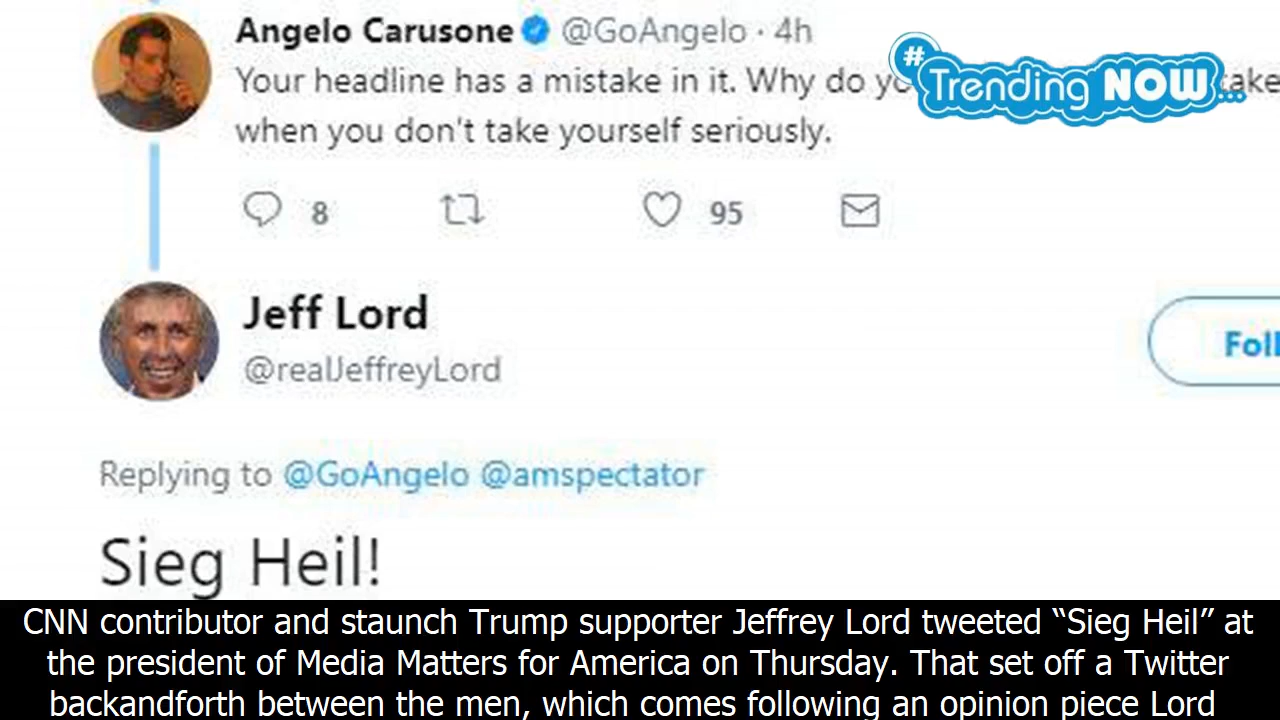 Angelo Carusone @GoAngelo · 4h
# Trending NOW...
Your headline has a mistake in it. Why do
when you don't take yourself seriously.
8 95
Jeff Lord
@realJeffreyLord
Replying to @GoAngelo @amspectator
Sieg Heil!
CNN contributor and staunch Trump supporter Jeffrey Lord tweeted “Sieg Heil” at
the president of Media Matters for America on Thursday. That set off a Twitter
backandforth between the men, which comes following an opinion piece Lord